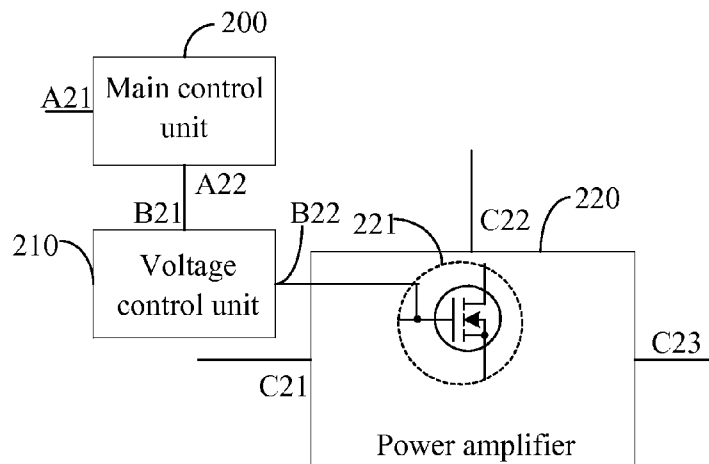 200
A21
Main control
unit
A22
B21
B22
210
Voltage
control unit
221
C22
220
C21
C23
Power amplifier